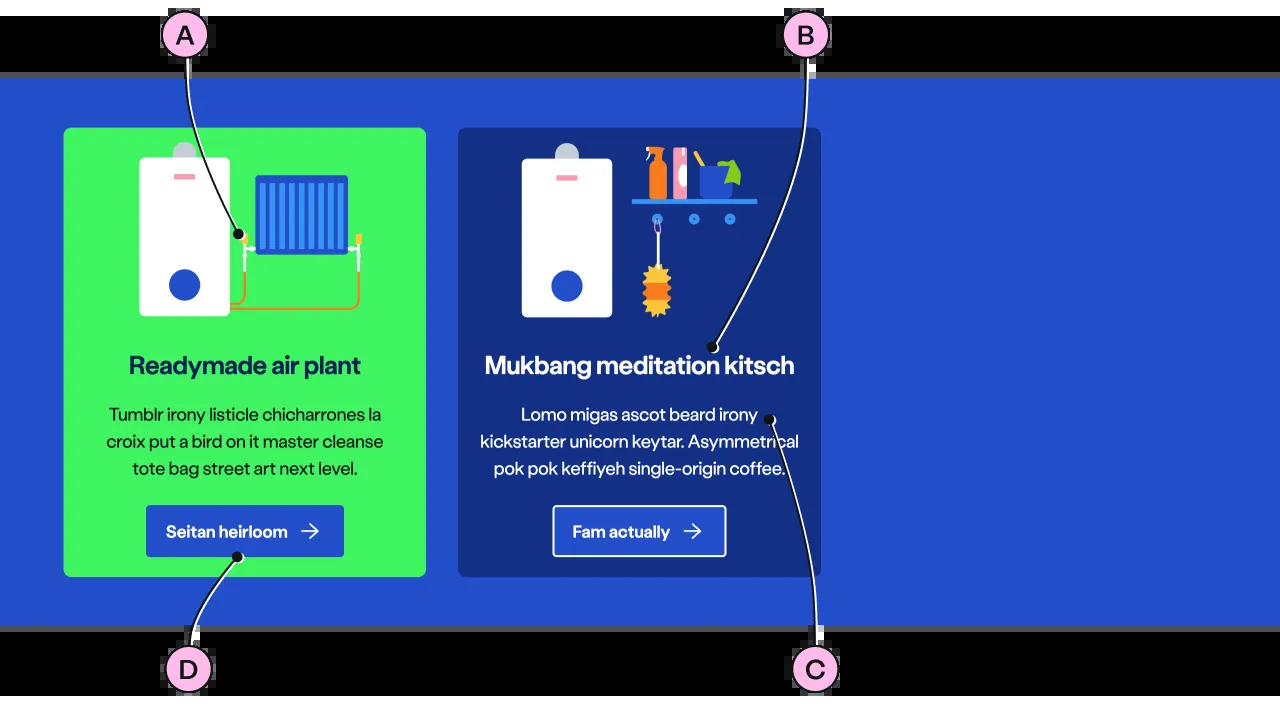 A
B
Readymade air plant
Tumblr irony listicle chicharrones la
croix put a bird on it master cleanse
tote bag street art next level.
Seitan heirloom
Mukbang meditation kitsch
Lomo migas ascot beard irony
kickstarter unicorn keytar. Asymmetrical
pok pok keffiyeh single-origin coffee.
Fam actually
D
C